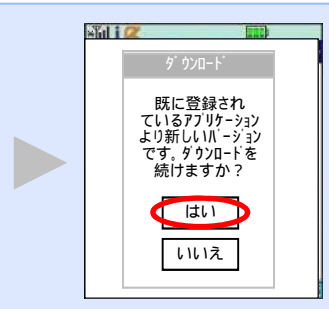 ﾀﾞｳﾝﾛｰﾄﾞ
既に登録され
ているｱﾌﾟﾘｹｰｼｮﾝ
より新しいﾊﾞｰｼﾞｮﾝ
です。ﾀﾞｳﾝﾛｰﾄﾞを
続けますか？
はい
いいえ